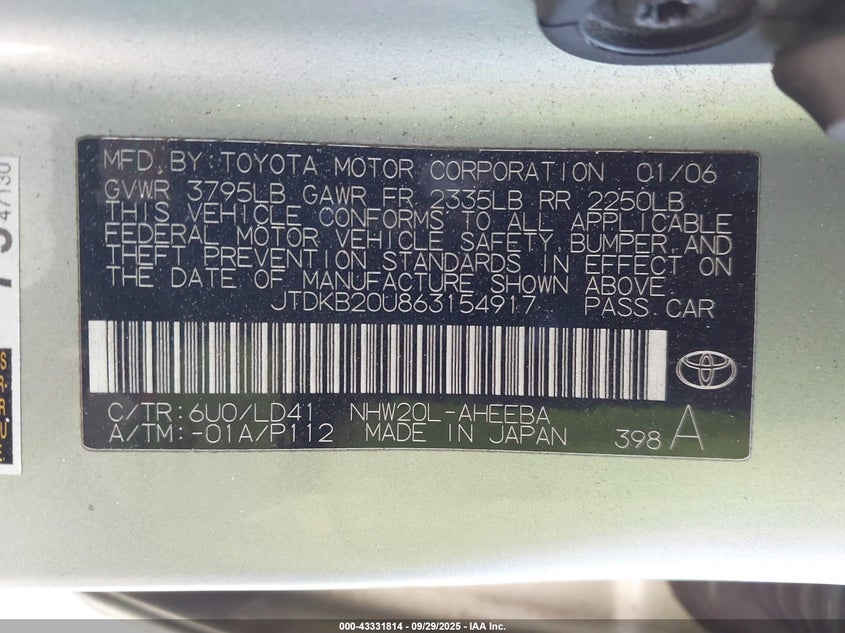 MFD.BY:TOYOTA MOTOR CORPORATION 01/06
GVWR 3795LB GAWR FR 2335LB RR 2250LB
THIS VEHICLE CONFORMS TO ALL APPLICABLE
FEDERAL MOTOR VEHICLE SAFETY,BUMPER,AND
THEFT PREVENTION STANDARDS IN EFFECT ON
THE DATE OF MANUFACTURE SHOWN ABOVE.
JTDKB20U863154917 PASS.CAR
C/TR:6U0/LD41 NHW20L-AHEEBA
A/TM:-01A/P112 MADE IN JAPAN 398 A
47130
000-43331814 - 09/29/2025 - IAA Inc.